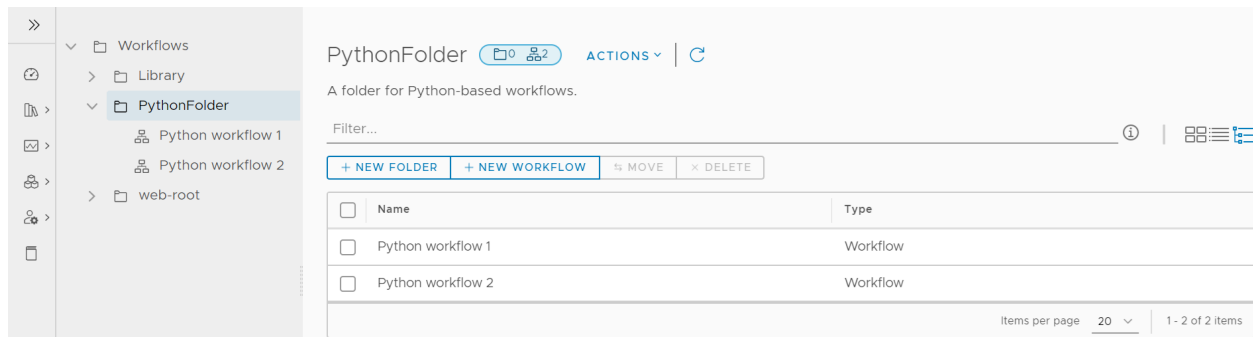 Workflows
Library
PythonFolder
Python workflow 1
Python workflow 2
web-root
PythonFolder 0 2 ACTIONS
A folder for Python-based workflows.
Filter...
+ NEW FOLDER + NEW WORKFLOW MOVE × DELETE
Name Type
Python workflow 1 Workflow
Python workflow 2 Workflow
Items per page 20 1 - 2 of 2 items